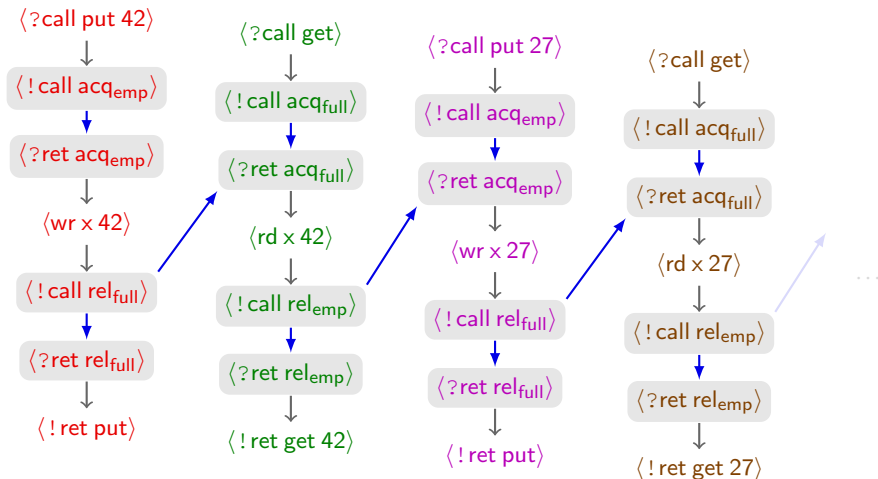 ⟨?call put 42⟩
⟨!call acq_emp⟩
⟨?ret acq_emp⟩
⟨wr x 42⟩
⟨!call rel_full⟩
⟨?ret rel_full⟩
⟨!ret put⟩
⟨?call get⟩
⟨!call acq_full⟩
⟨?ret acq_full⟩
⟨rd x 42⟩
⟨!call rel_emp⟩
⟨?ret rel_emp⟩
⟨!ret get 42⟩
⟨?call put 27⟩
⟨!call acq_emp⟩
⟨?ret acq_emp⟩
⟨wr x 27⟩
⟨!call rel_full⟩
⟨?ret rel_full⟩
⟨!ret put⟩
⟨?call get⟩
⟨!call acq_full⟩
⟨?ret acq_full⟩
⟨rd x 27⟩
⟨!call rel_emp⟩
⟨?ret rel_emp⟩
⟨!ret get 27⟩
...